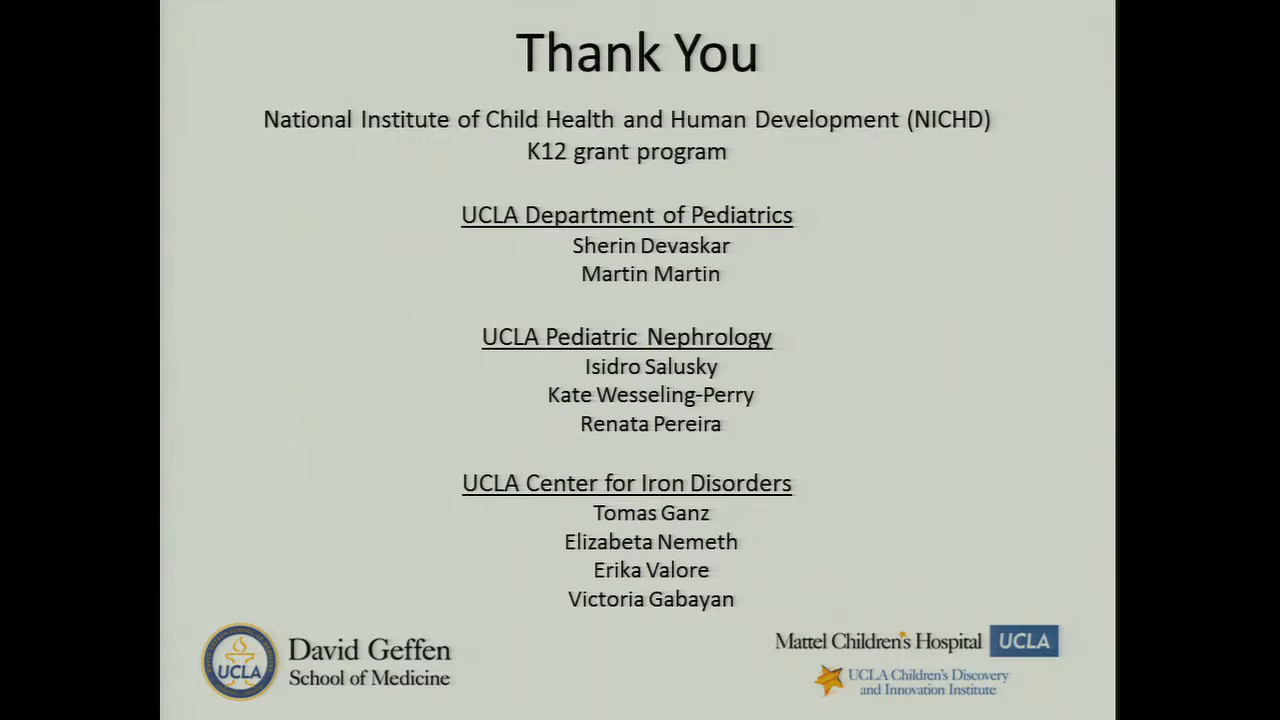 Thank You
National Institute of Child Health and Human Development (NICHD)
K12 grant program
UCLA Department of Pediatrics
Sherin Devaskar
Martin Martin
UCLA Pediatric Nephrology
Isidro Salusky
Kate Wesseling-Perry
Renata Pereira
UCLA Center for Iron Disorders
Tomas Ganz
Elizabeta Nemeth
Erika Valore
Victoria Gabayan
UCLA
David Geffen
School of Medicine
Mattel Children's Hospital UCLA
UCLA Children's Discovery
and Innovation Institute